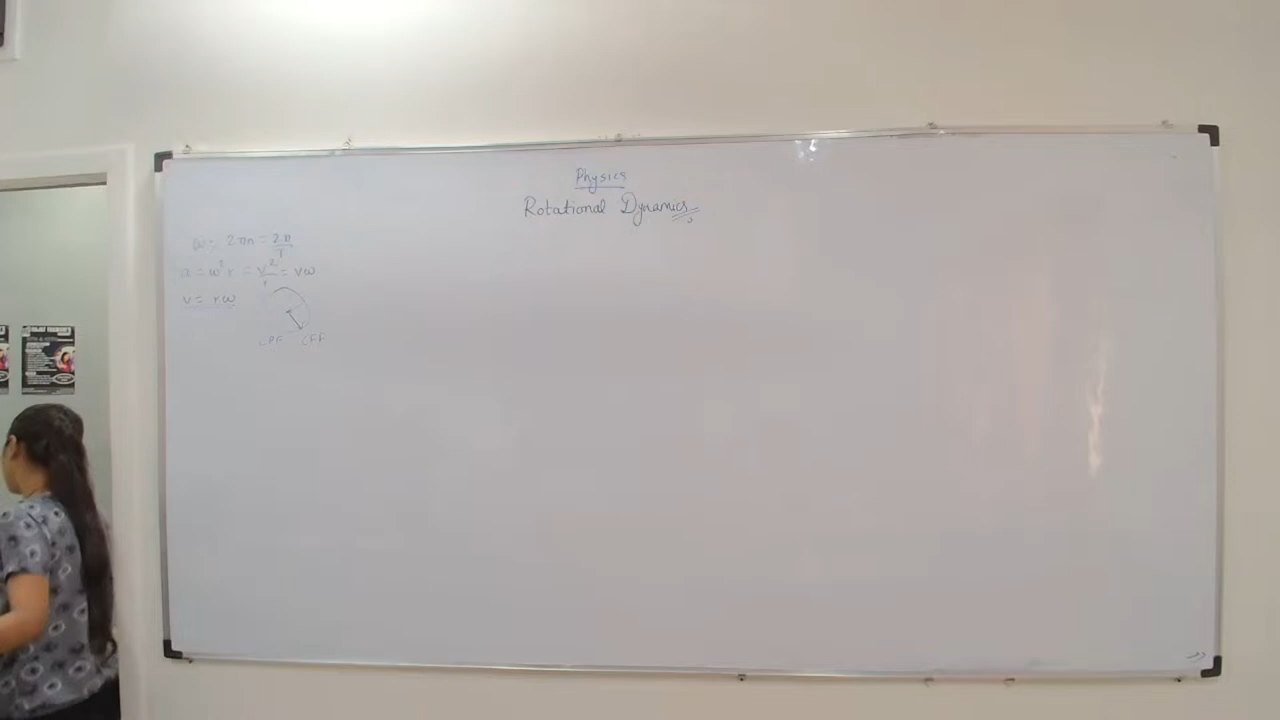 Physics
Rotational Dynamics
ω = 2πn = 2π/T
a = ω²r = v²/r = vω
v = rω
CPF CFF